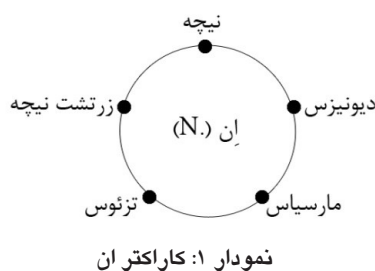 نیچه
دیونیزس
زرتشت نیچه
اِن (N.)
مارسیاس
تزئوس
نمودار ۱: کاراکتر ان